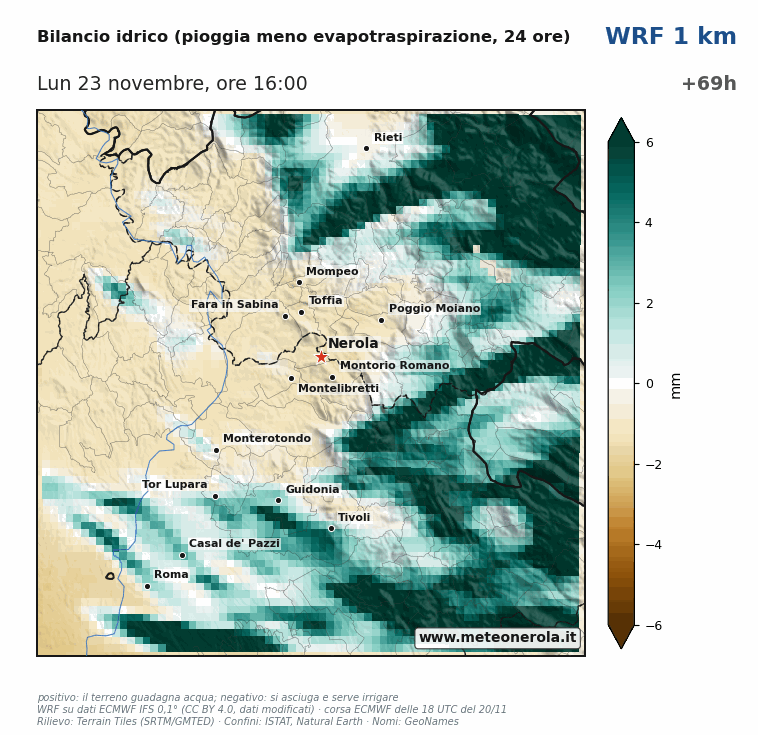 Bilancio idrico (pioggia meno evapotraspirazione, 24 ore)
WRF 1 km
Lun 23 novembre, ore 16:00
+69h
Rieti
Mompeo
Fara in Sabina
Toffia
Poggio Moiano
Nerola
Montorio Romano
Montelibretti
Monterotondo
Tor Lupara
Guidonia
Tivoli
Casal de' Pazzi
Roma
www.meteonerola.it
6
4
2
0
−2
−4
−6
mm
positivo: il terreno guadagna acqua; negativo: si asciuga e serve irrigare
WRF su dati ECMWF IFS 0,1° (CC BY 4.0, dati modificati) · corsa ECMWF delle 18 UTC del 20/11
Rilievo: Terrain Tiles (SRTM/GMTED) · Confini: ISTAT, Natural Earth · Nomi: GeoNames